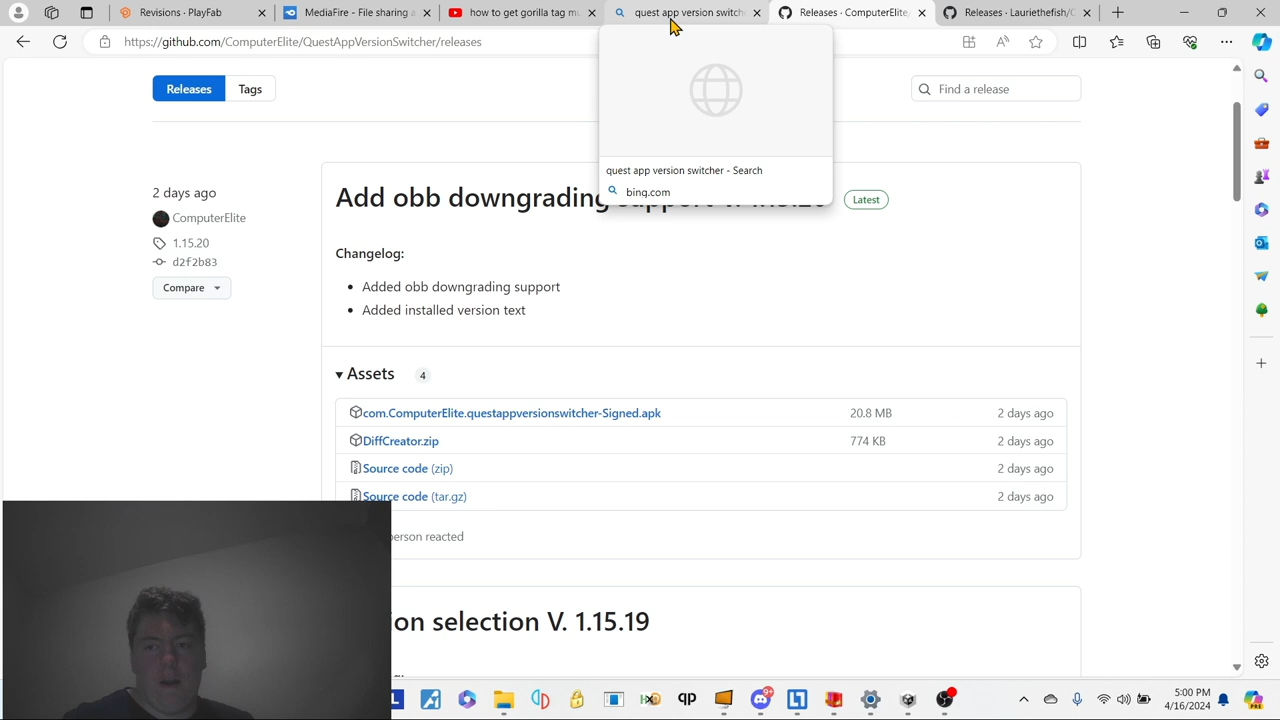 Revisions - PlayFab
MediaFire - File sharing a
how to get gorilla tag mu
quest app version switch
Releases · ComputerElite/
Releases · Lauriethefish/Q
https://github.com/ComputerElite/QuestAppVersionSwitcher/releases
Releases
Tags
Find a release
quest app version switcher - Search
bing.com
2 days ago
ComputerElite
1.15.20
d2f2b83
Compare
Add obb downgrading
Latest
Changelog:
Added obb downgrading support
Added installed version text
Assets 4
com.ComputerElite.questappversionswitcher-Signed.apk 20.8 MB 2 days ago
DiffCreator.zip 774 KB 2 days ago
Source code (zip) 2 days ago
Source code (tar.gz) 2 days ago
person reacted
ion selection V. 1.15.19
5:00 PM
4/16/2024